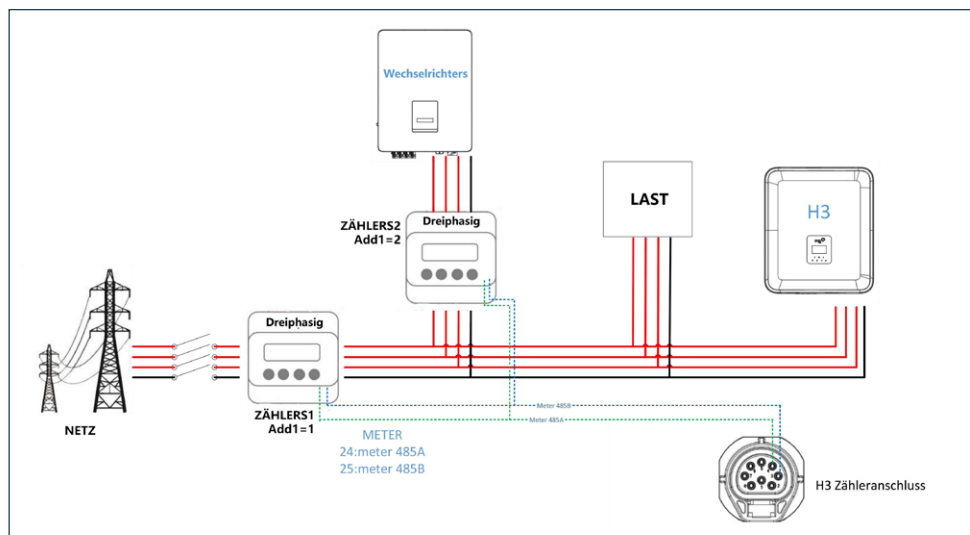 Wechselrichters
ZÄHLERS2
Add1=2
Dreiphasig
LAST
H3
Dreiphasig
NETZ
ZÄHLERS1
Add1=1
Meter 485B
Meter 485A
METER
24:meter 485A
25:meter 485B
H3 Zähleranschluss